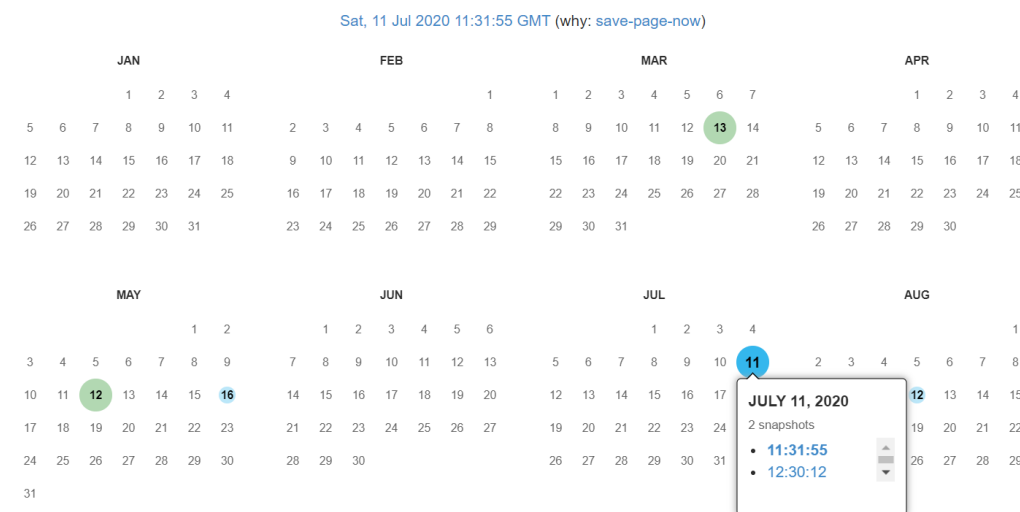 Sat, 11 Jul 2020 11:31:55 GMT (why: save-page-now)
JAN
1 2 3 4
5 6 7 8 9 10 11
12 13 14 15 16 17 18
19 20 21 22 23 24 25
26 27 28 29 30 31
FEB
1
2 3 4 5 6 7 8
9 10 11 12 13 14 15
16 17 18 19 20 21 22
23 24 25 26 27 28 29
MAR
1 2 3 4 5 6 7
8 9 10 11 12 13 14
15 16 17 18 19 20 21
22 23 24 25 26 27 28
29 30 31
APR
1 2 3 4
5 6 7 8 9 10 11
12 13 14 15 16 17 18
19 20 21 22 23 24 25
26 27 28 29 30
MAY
1 2
3 4 5 6 7 8 9
10 11 12 13 14 15 16
17 18 19 20 21 22 23
24 25 26 27 28 29 30
31
JUN
1 2 3 4 5 6
7 8 9 10 11 12 13
14 15 16 17 18 19 20
21 22 23 24 25 26 27
28 29 30
JUL
1 2 3 4
5 6 7 8 9 10 11
12 13 14 15 16 17
19 20 21 22 23 24
26 27 28 29 30 31
JULY 11, 2020
2 snapshots
• 11:31:55
• 12:30:12
AUG
1
2 3 4 5 6 7 8
12 13 14 15
19 20 21 22
26 27 28 29